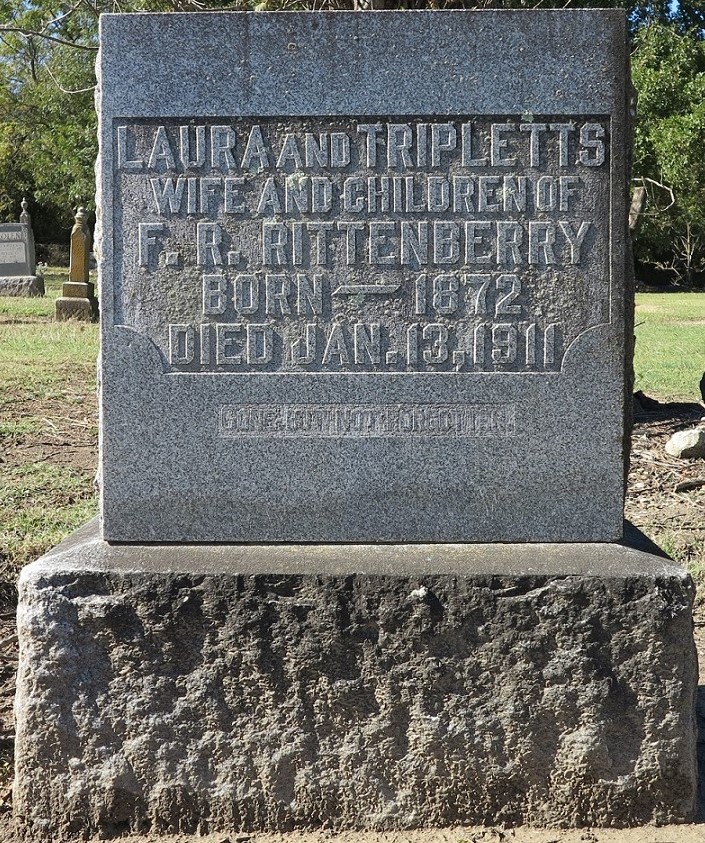 LAURA AND TRIPLETTS
WIFE AND CHILDREN OF
F. R. RITTENBERRY
BORN — 1872
DIED JAN. 13, 1911
GONE BUT NOT FORGOTTEN.